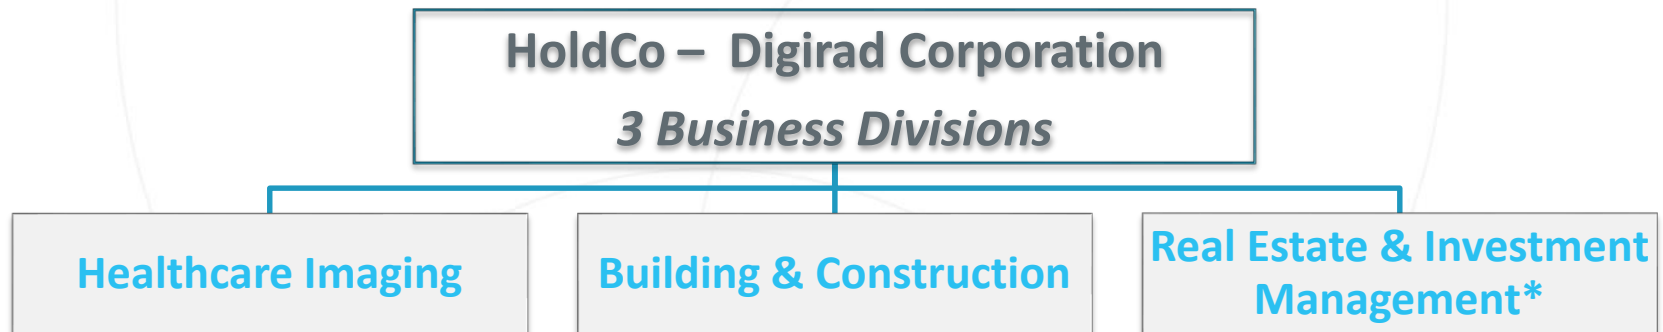 HoldCo – Digirad Corporation
3 Business Divisions
Healthcare Imaging
Building & Construction
Real Estate & Investment
Management*